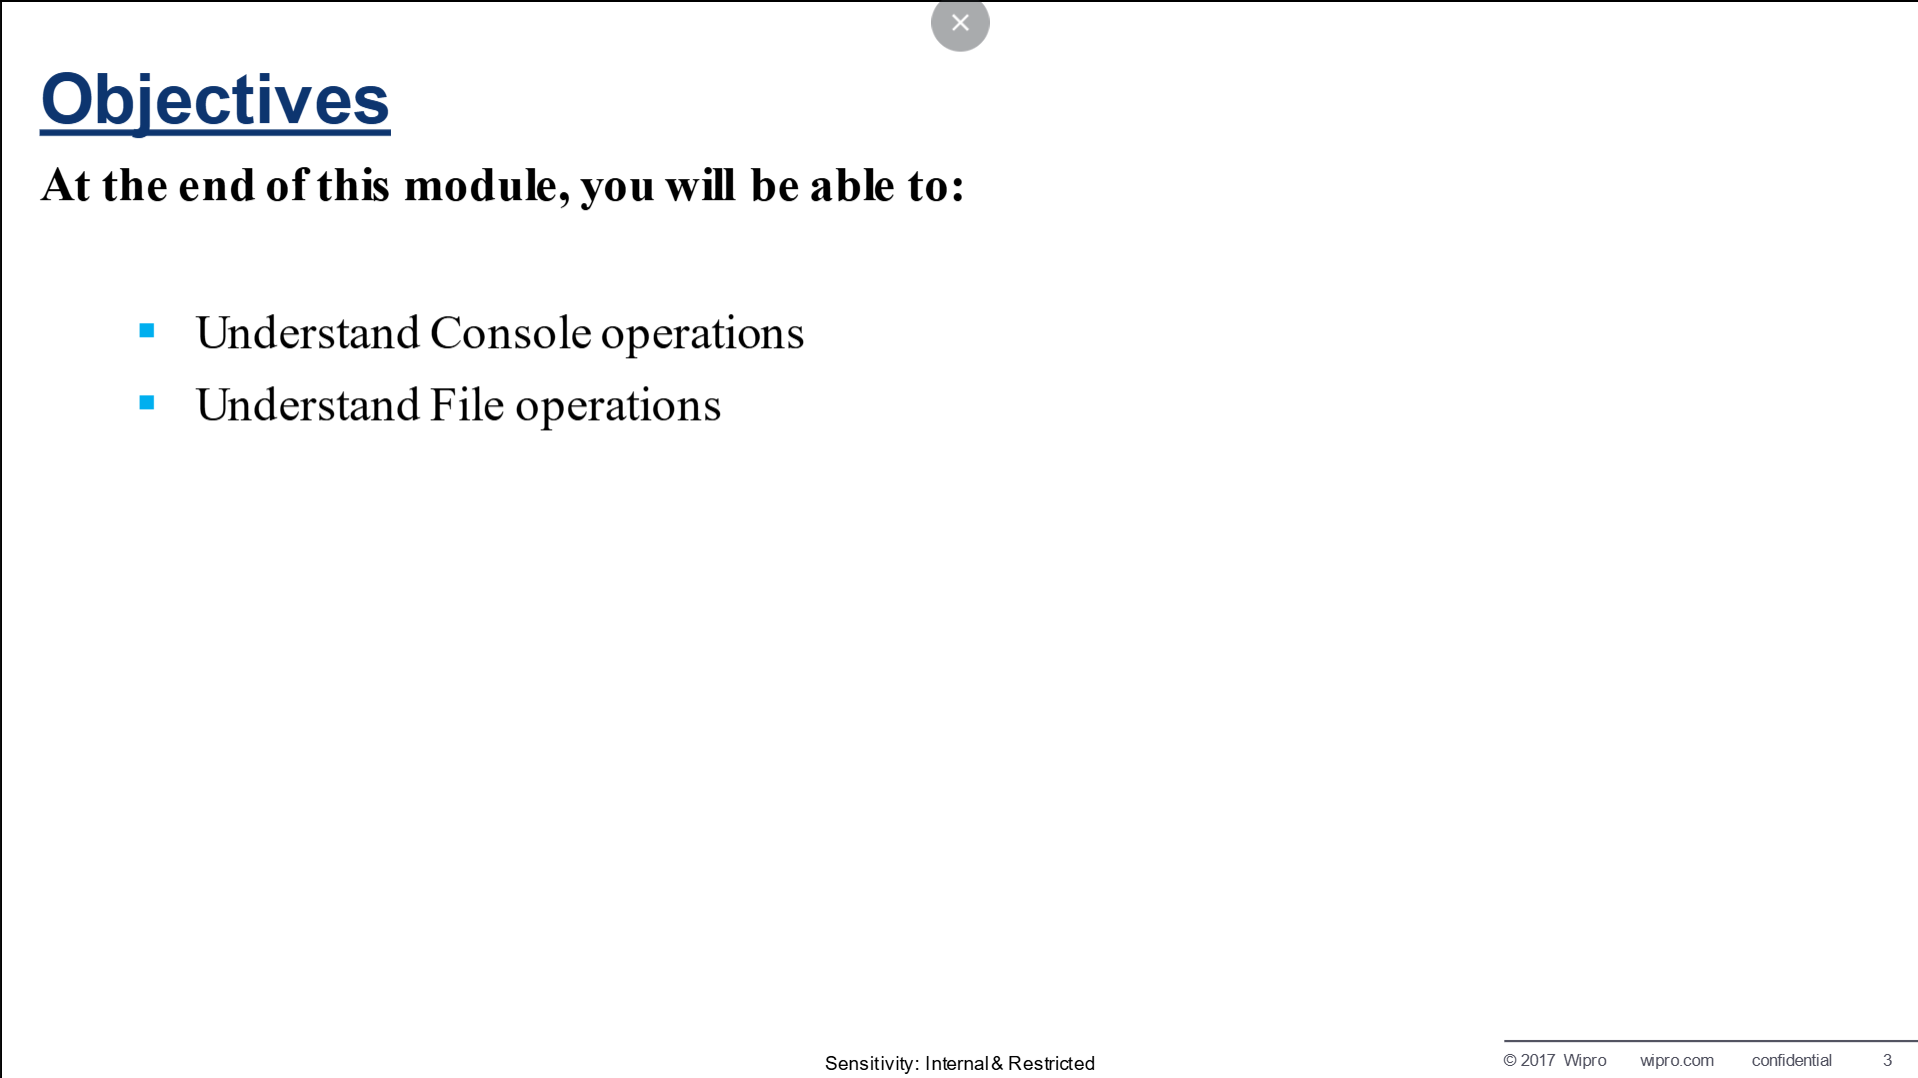 Objectives
At the end of this module, you will be able to:
Understand Console operations
Understand File operations
Sensitivity: Internal & Restricted
© 2017 Wipro wipro.com confidential 3